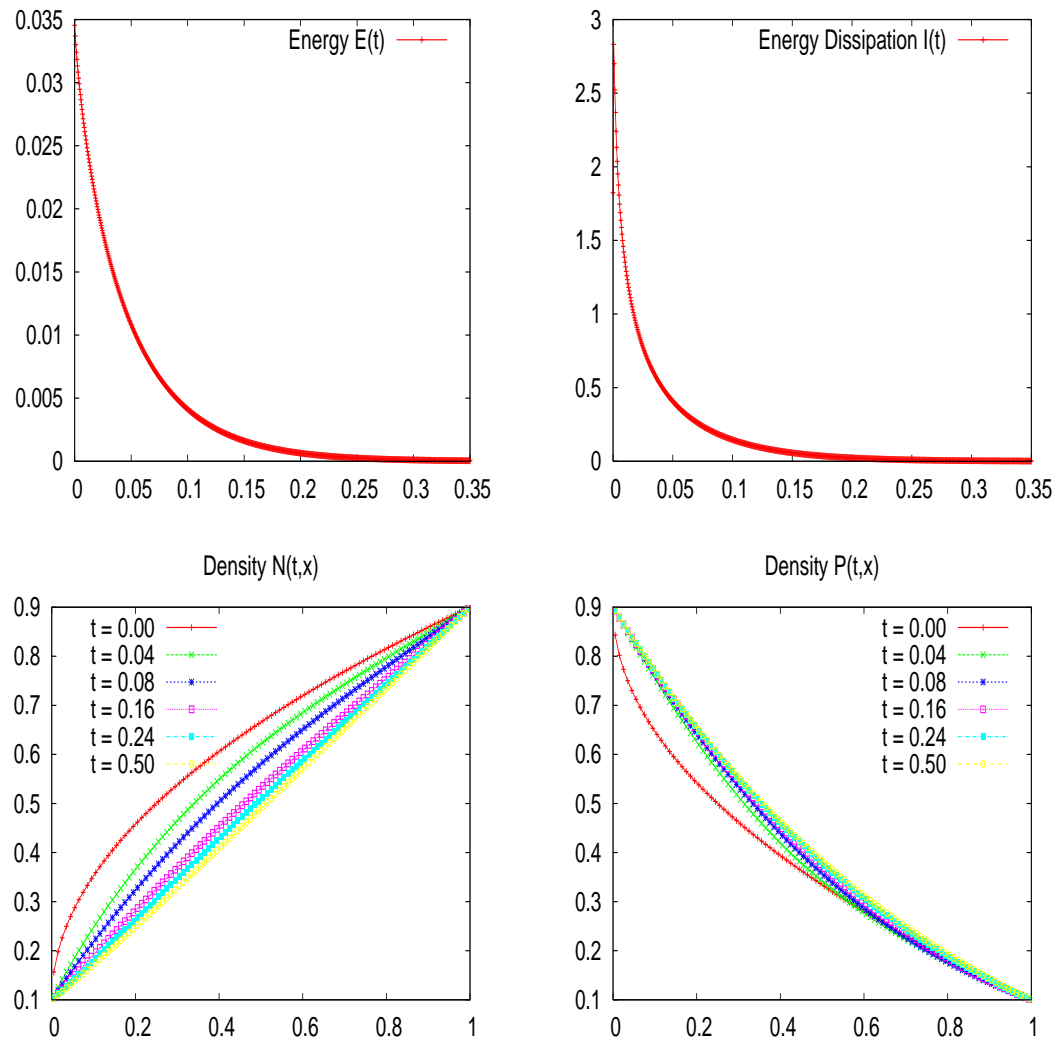 Energy E(t)
0.035
0.03
0.025
0.02
0.015
0.01
0.005
0
0 0.05 0.1 0.15 0.2 0.25 0.3 0.35
Energy Dissipation I(t)
3
2.5
2
1.5
1
0.5
0
0 0.05 0.1 0.15 0.2 0.25 0.3 0.35
Density N(t,x)
0.9
0.8
0.7
0.6
0.5
0.4
0.3
0.2
0.1
t = 0.00
t = 0.04
t = 0.08
t = 0.16
t = 0.24
t = 0.50
0 0.2 0.4 0.6 0.8 1
Density P(t,x)
0.9
0.8
0.7
0.6
0.5
0.4
0.3
0.2
0.1
t = 0.00
t = 0.04
t = 0.08
t = 0.16
t = 0.24
t = 0.50
0 0.2 0.4 0.6 0.8 1